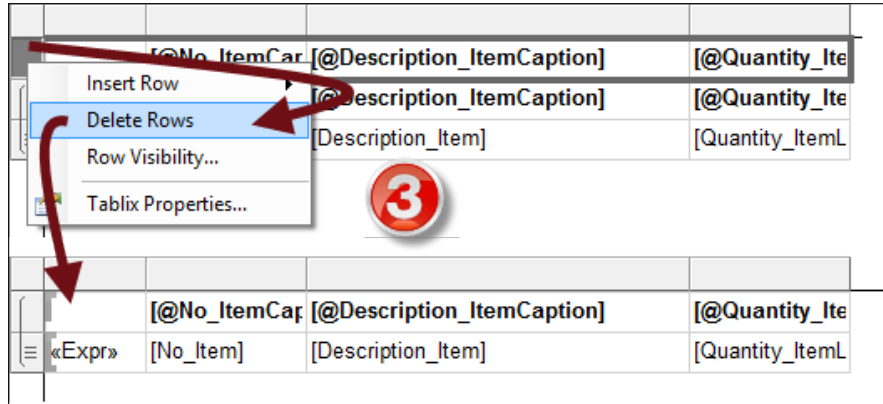 [@No_ItemCap [@Description_ItemCaption] [@Quantity_Ite
Insert Row [@Description_ItemCaption] [@Quantity_Ite
Delete Rows [Description_Item] [Quantity_ItemL
Row Visibility...
Tablix Properties...
3
[@No_ItemCap [@Description_ItemCaption] [@Quantity_Ite
«Expr» [No_Item] [Description_Item] [Quantity_ItemL